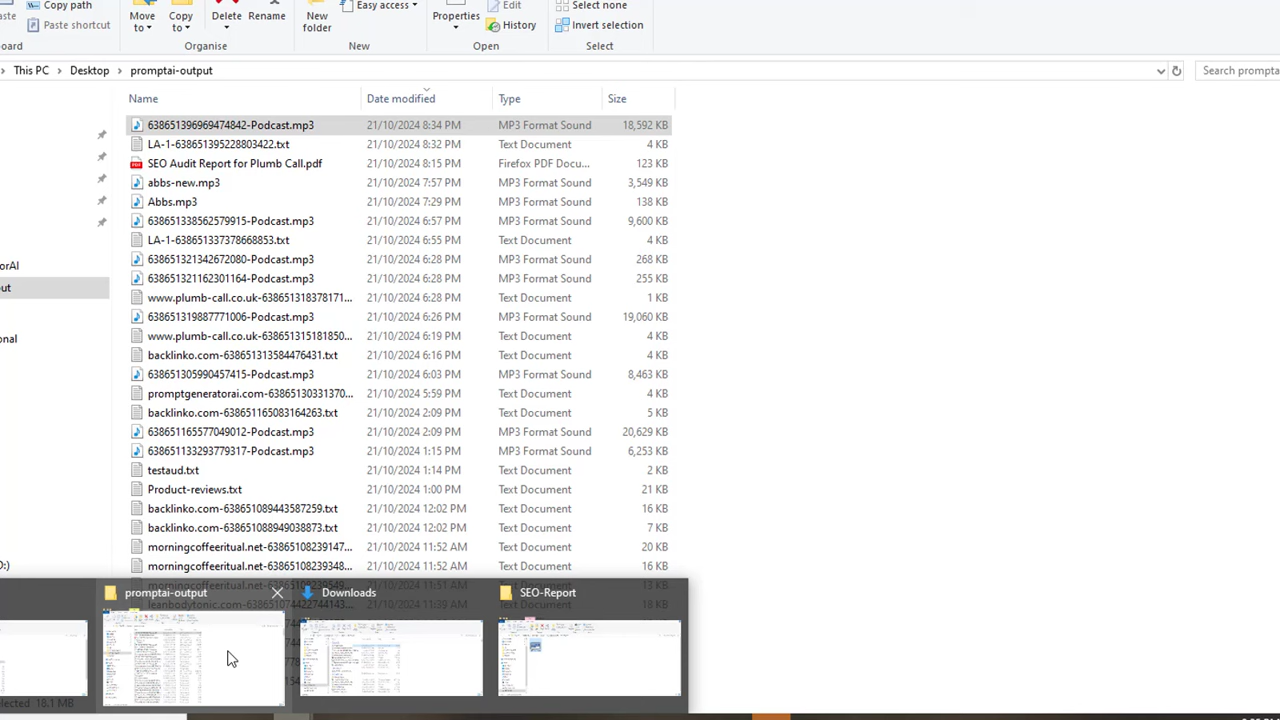 Copy path
Paste shortcut
oard
Move
to
Copy
to
Delete
Rename
Organise
New
folder
Easy access
New
Properties
Edit
History
Open
Select none
Invert selection
Select
This PC > Desktop > promptai-output
Search prompta
Name Date modified Type Size
638651396969474842-Podcast.mp3 21/10/2024 8:34 PM MP3 Format Sound 18,592 KB
LA-1-638651395228803422.txt 21/10/2024 8:32 PM Text Document 4 KB
SEO Audit Report for Plumb Call.pdf 21/10/2024 8:15 PM Firefox PDF Docu... 123 KB
abbs-new.mp3 21/10/2024 7:57 PM MP3 Format Sound 3,549 KB
Abbs.mp3 21/10/2024 7:29 PM MP3 Format Sound 138 KB
638651338562579915-Podcast.mp3 21/10/2024 6:57 PM MP3 Format Sound 9,600 KB
LA-1-638651337378668853.txt 21/10/2024 6:55 PM Text Document 4 KB
638651321342672080-Podcast.mp3 21/10/2024 6:28 PM MP3 Format Sound 268 KB
638651321162301164-Podcast.mp3 21/10/2024 6:28 PM MP3 Format Sound 255 KB
www.plumb-call.co.uk-638651318378171... 21/10/2024 6:28 PM Text Document 1 KB
638651319887771006-Podcast.mp3 21/10/2024 6:26 PM MP3 Format Sound 19,060 KB
www.plumb-call.co.uk-638651315181850... 21/10/2024 6:19 PM Text Document 4 KB
backlinko.com-638651313584478431.txt 21/10/2024 6:16 PM Text Document 4 KB
638651305990457415-Podcast.mp3 21/10/2024 6:03 PM MP3 Format Sound 8,463 KB
promptgeneratorai.com-63865130331370... 21/10/2024 5:59 PM Text Document 4 KB
backlinko.com-638651165083164263.txt 21/10/2024 2:09 PM Text Document 5 KB
638651165577049012-Podcast.mp3 21/10/2024 2:09 PM MP3 Format Sound 20,629 KB
638651133293779317-Podcast.mp3 21/10/2024 1:15 PM MP3 Format Sound 6,253 KB
testaud.txt 21/10/2024 1:14 PM Text Document 2 KB
Product-reviews.txt 21/10/2024 1:00 PM Text Document 21 KB
backlinko.com-638651089443587259.txt 21/10/2024 12:02 PM Text Document 16 KB
backlinko.com-638651088949038873.txt 21/10/2024 12:02 PM Text Document 7 KB
morningcoffeeritual.net-63865108239147... 21/10/2024 11:52 AM Text Document 20 KB
morningcoffeeritual.net-63865108239348... 21/10/2024 11:52 AM Text Document 16 KB
orAI
out
onal
D:)
promptai-output
Downloads
SEO-Report
elected 18.1 MB